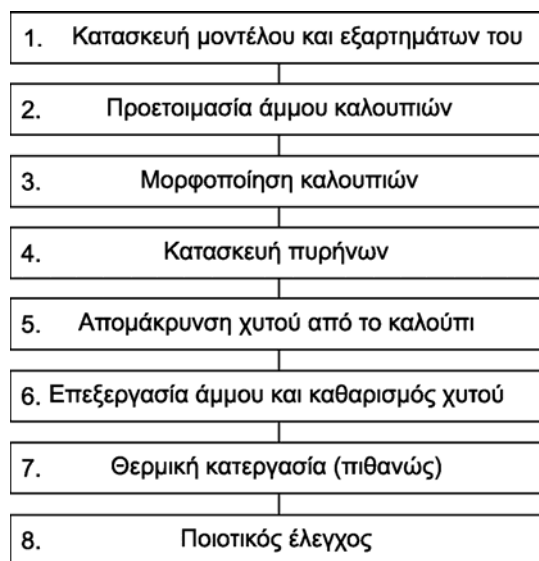 1. Κατασκευή μοντέλου και εξαρτημάτων του
2. Προετοιμασία άμμου καλουπιών
3. Μορφοποίηση καλουπιών
4. Κατασκευή πυρήνων
5. Απομάκρυνση χυτού από το καλούπι
6. Επεξεργασία άμμου και καθαρισμός χυτού
7. Θερμική κατεργασία (πιθανώς)
8. Ποιοτικός έλεγχος